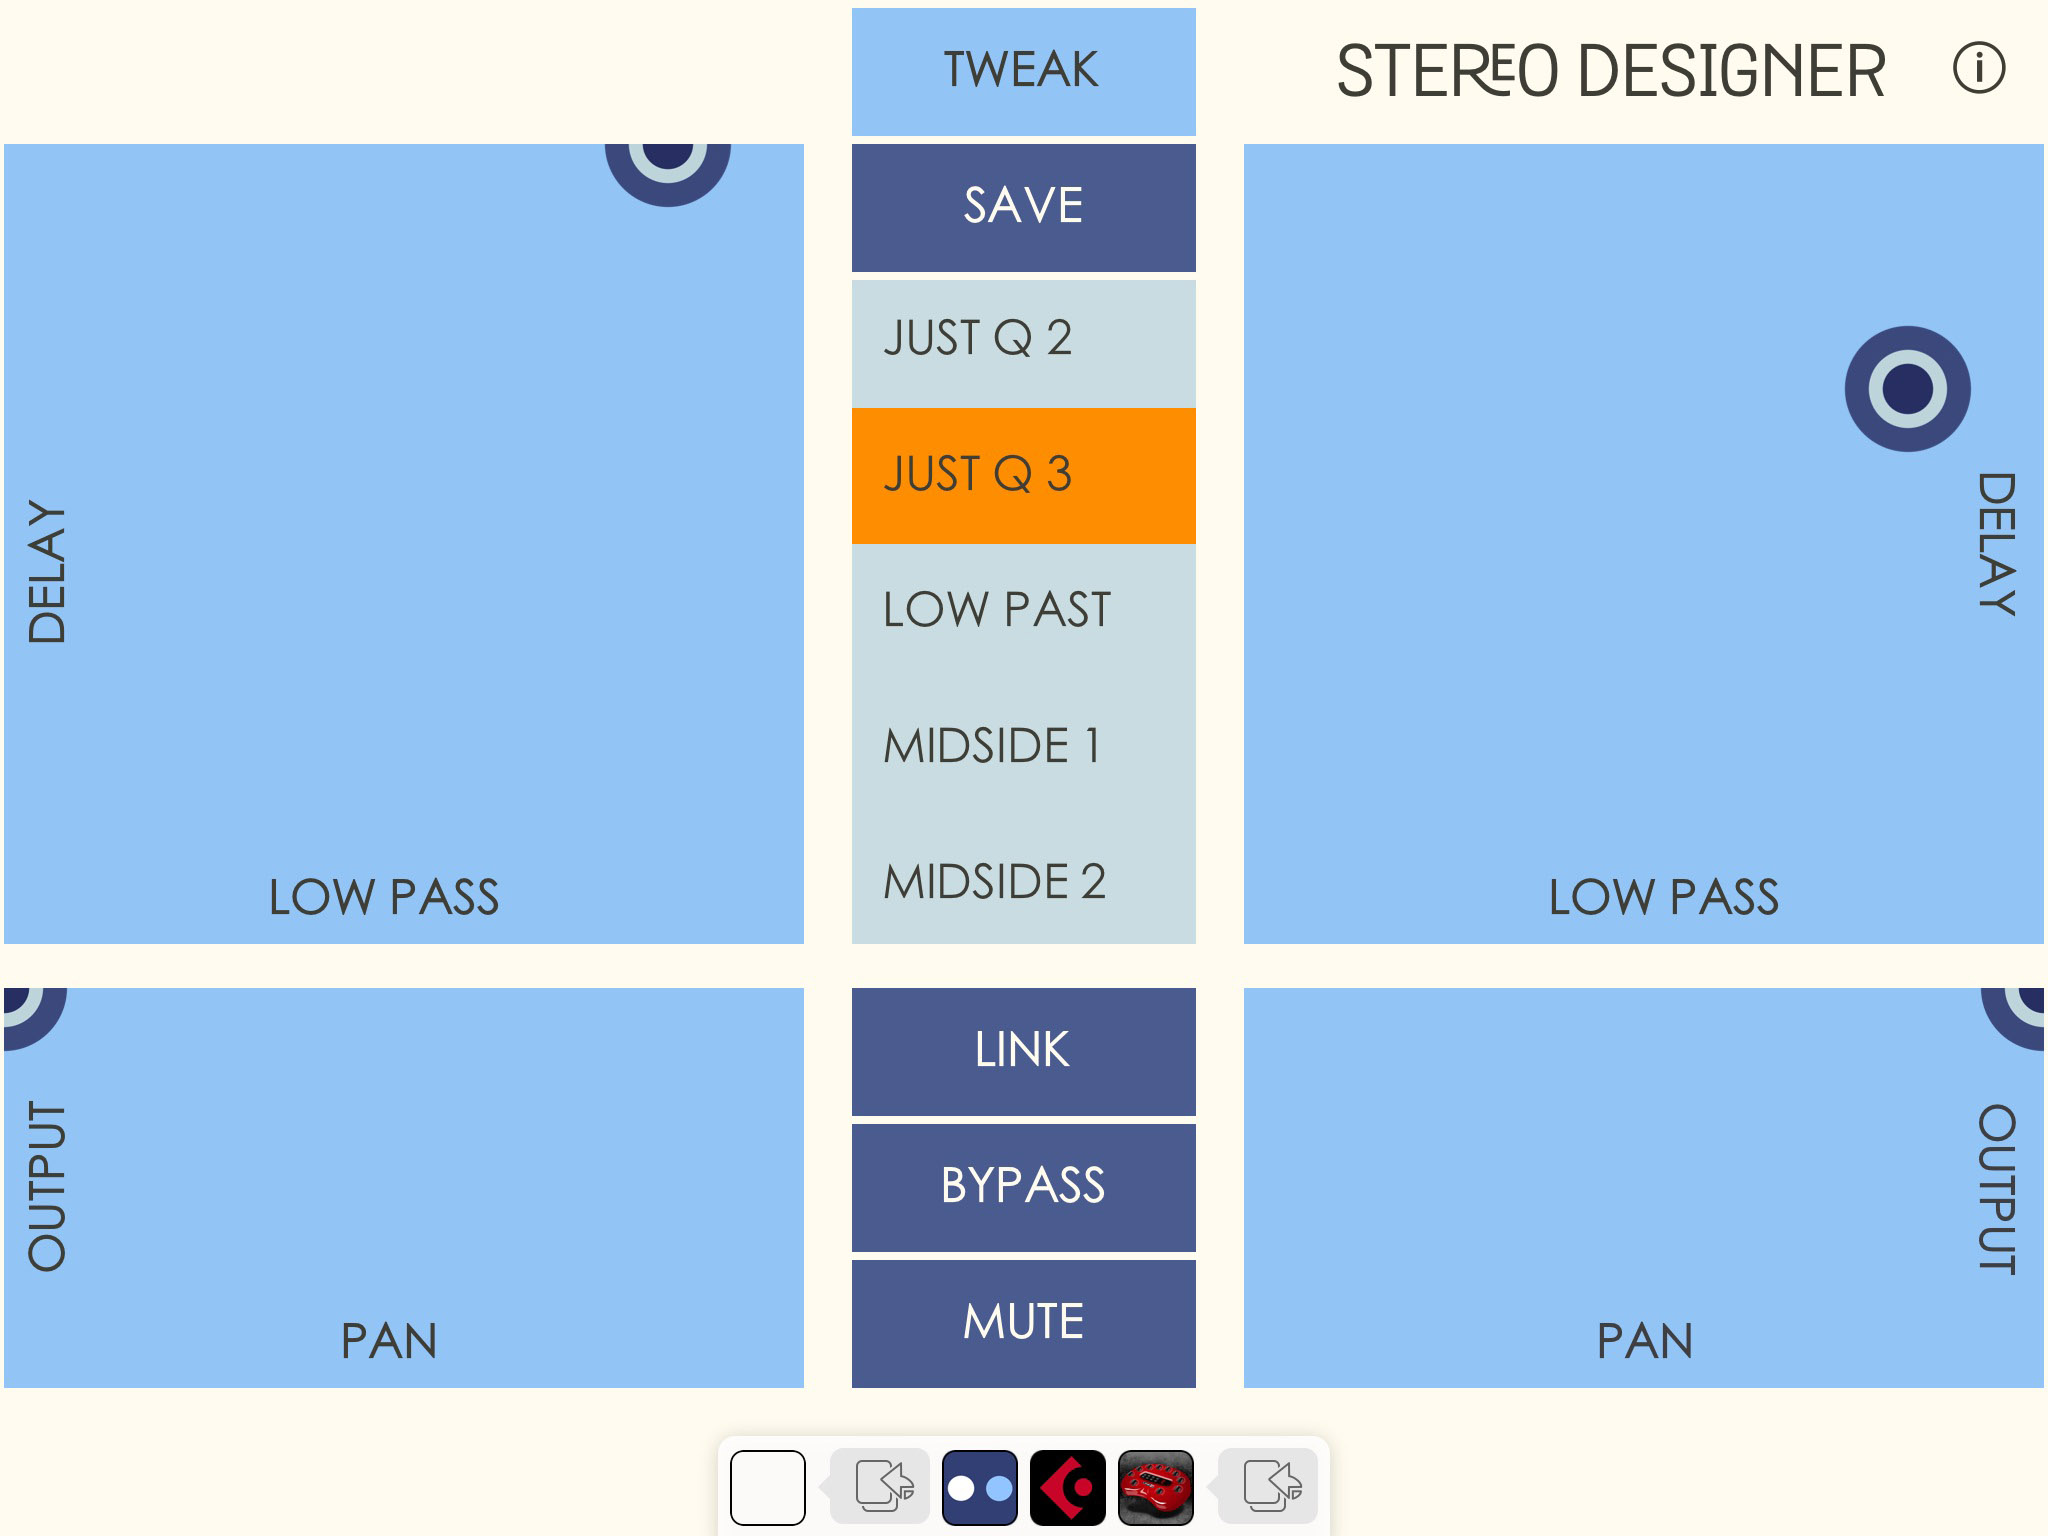 TWEAK
STEREO DESIGNER
i
SAVE
JUST Q 2
JUST Q 3
LOW PAST
MIDSIDE 1
MIDSIDE 2
DELAY
LOW PASS
DELAY
LOW PASS
LINK
BYPASS
MUTE
OUTPUT
PAN
OUTPUT
PAN